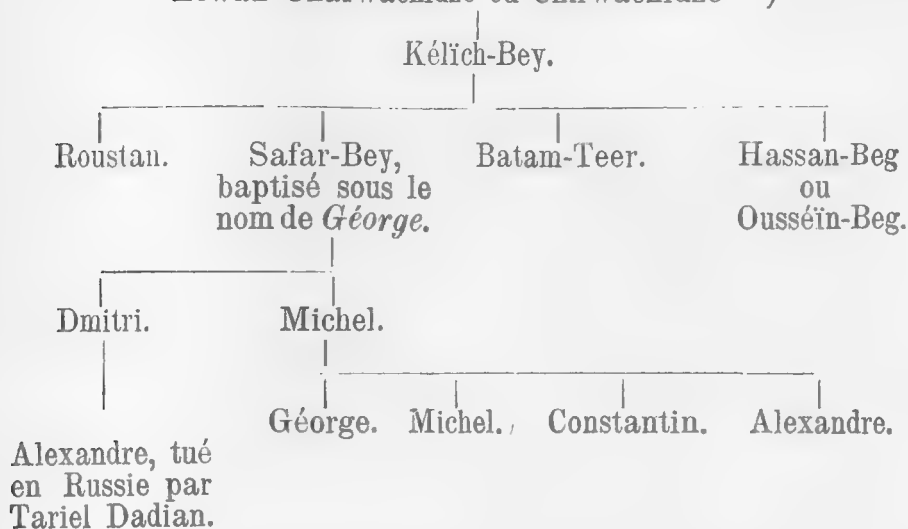 Kélïch-Bey.
Roustan. Safar-Bey, Batam-Teer. Hassan-Beg
baptisé sous le ou
nom de Géorge. Ousséïn-Beg.
Dmitri. Michel.
Géorge. Michel. Constantin. Alexandre.
Alexandre, tué
en Russie par
Tariel Dadian.